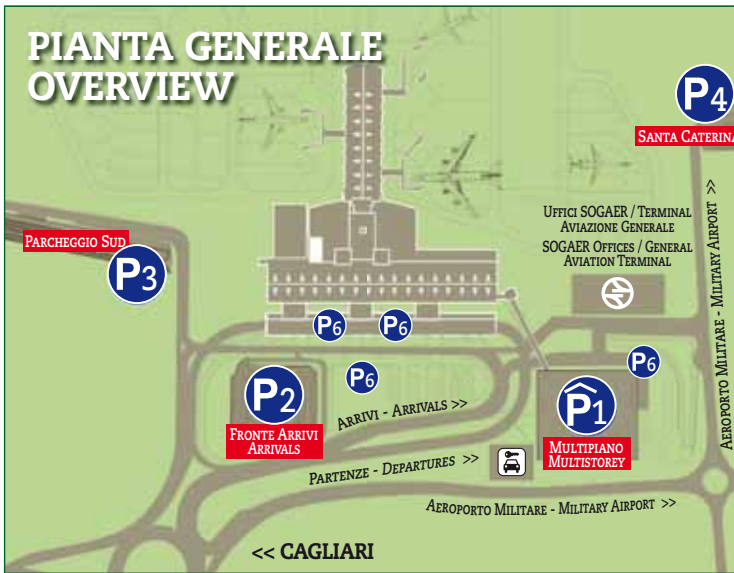 PIANTA GENERALE
OVERVIEW
P4
SANTA CATERINA
UFFICI SOGAER / TERMINAL
AVIAZIONE GENERALE
SOGAER OFFICES / GENERAL
AVIATION TERMINAL
PARCHEGGIO SUD
P3
P6
P6
P6
P6
AEROPORTO MILITARE - MILITARY AIRPORT >>
P2
FRONTE ARRIVI
ARRIVALS
ARRIVI - ARRIVALS >>
P1
MULTIPIANO
MULTISTOREY
PARTENZE - DEPARTURES >>
AEROPORTO MILITARE - MILITARY AIRPORT >>
<< CAGLIARI